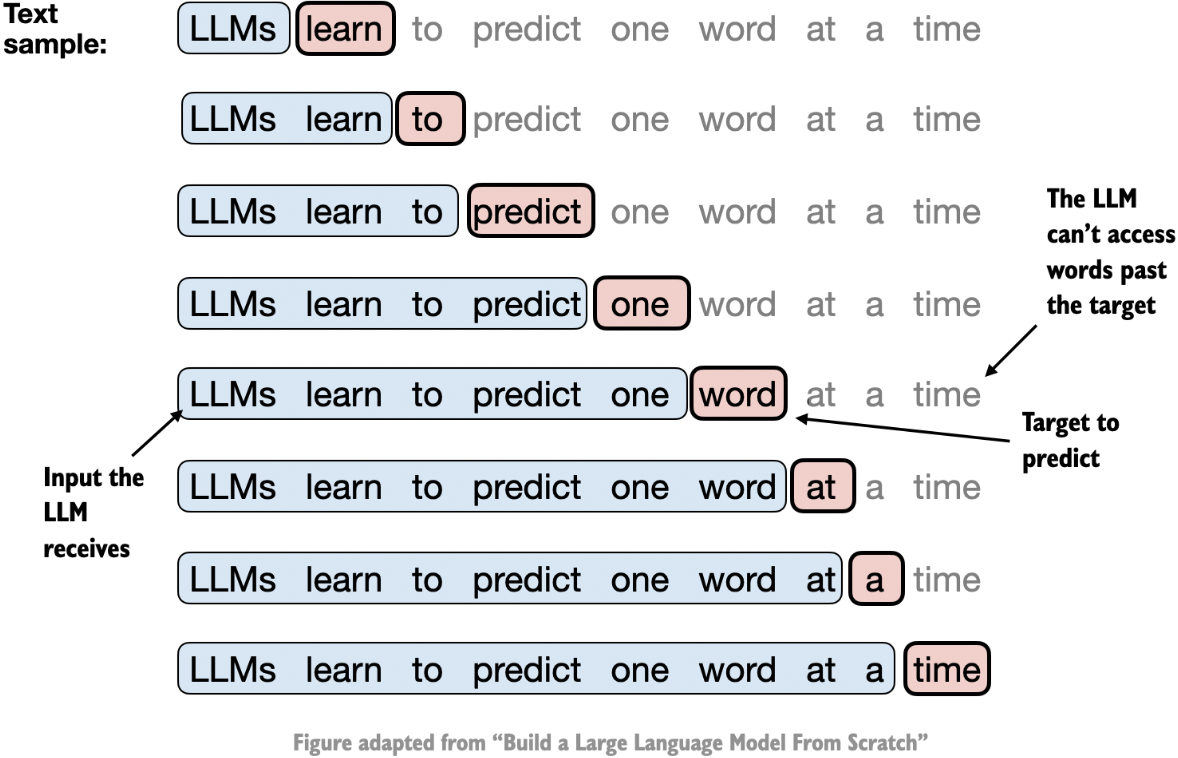 Text
sample:
LLMs learn to predict one word at a time
LLMs learn to predict one word at a time
LLMs learn to predict one word at a time
The LLM
can't access
words past
the target
LLMs learn to predict one word at a time
LLMs learn to predict one word at a time
Target to
predict
Input the
LLM
receives
LLMs learn to predict one word at a time
LLMs learn to predict one word at a time
LLMs learn to predict one word at a time
Figure adapted from “Build a Large Language Model From Scratch”